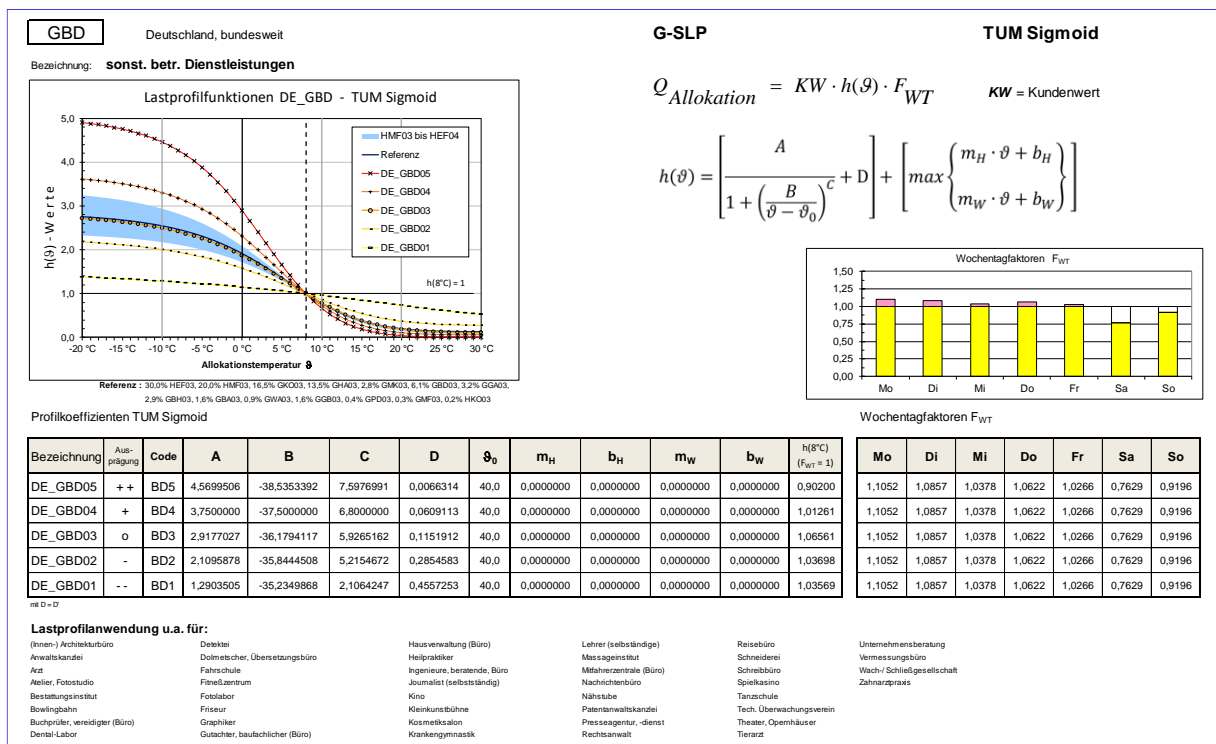 GBD
Deutschland, bundesweit
G-SLP
TUM Sigmoid
Bezeichnung: sonst. betr. Dienstleistungen
Lastprofilfunktionen DE_GBD - TUM Sigmoid
h(ϑ) - Werte
5,0
4,0
3,0
2,0
1,0
0,0
HMF03 bis HEF04
Referenz
DE_GBD05
DE_GBD04
DE_GBD03
DE_GBD02
DE_GBD01
h(8°C) = 1
-20 °C -15 °C -10 °C -5 °C 0 °C 5 °C 10 °C 15 °C 20 °C 25 °C 30 °C
Allokationstemperatur ϑ
Referenz : 30,0% HEF03, 20,0% HMF03, 16,5% GKO03, 13,5% GHA03, 2,8% GMK03, 6,1% GBD03, 3,2% GGA03,
2,9% GBH03, 1,6% GBA03, 0,9% GWA03, 1,6% GGB03, 0,4% GPD03, 0,3% GMF03, 0,2% HKO03
Q Allokation = KW · h(ϑ) · F WT
KW = Kundenwert
h(ϑ) = [ A / (1 + (B / (ϑ − ϑ0))^C) + D ] + [ max { mH · ϑ + bH
mW · ϑ + bW } ]
Wochentagfaktoren FWT
1,50
1,25
1,00
0,75
0,50
0,25
0,00
Mo Di Mi Do Fr Sa So
Profilkoeffizienten TUM Sigmoid
Wochentagfaktoren FWT
Bezeichnung Aus-prägung Code A B C D ϑ0 mH bH mW bW h(8°C) (FWT = 1) Mo Di Mi Do Fr Sa So
DE_GBD05 + + BD5 4,5699506 -38,5353392 7,5976991 0,0066314 40,0 0,0000000 0,0000000 0,0000000 0,0000000 0,90200 1,1052 1,0857 1,0378 1,0622 1,0266 0,7629 0,9196
DE_GBD04 + BD4 3,7500000 -37,5000000 6,8000000 0,0609113 40,0 0,0000000 0,0000000 0,0000000 0,0000000 1,01261 1,1052 1,0857 1,0378 1,0622 1,0266 0,7629 0,9196
DE_GBD03 o BD3 2,9177027 -36,1794117 5,9265162 0,1151912 40,0 0,0000000 0,0000000 0,0000000 0,0000000 1,06561 1,1052 1,0857 1,0378 1,0622 1,0266 0,7629 0,9196
DE_GBD02 - BD2 2,1095878 -35,8444508 5,2154672 0,2854583 40,0 0,0000000 0,0000000 0,0000000 0,0000000 1,03698 1,1052 1,0857 1,0378 1,0622 1,0266 0,7629 0,9196
DE_GBD01 - - BD1 1,2903505 -35,2349868 2,1064247 0,4557253 40,0 0,0000000 0,0000000 0,0000000 0,0000000 1,03569 1,1052 1,0857 1,0378 1,0622 1,0266 0,7629 0,9196
mit D = D'
Lastprofilanwendung u.a. für:
(Innen-) Architekturbüro Detektei Hausverwaltung (Büro) Lehrer (selbständige) Reisebüro Unternehmensberatung
Anwaltskanzlei Dolmetscher, Übersetzungsbüro Heilpraktiker Massageinstitut Schneiderei Vermessungsbüro
Arzt Fahrschule Ingenieure, beratende, Büro Mitfahrerzentrale (Büro) Schreibbüro Wach-/ Schließgesellschaft
Atelier, Fotostudio Fitneßzentrum Journalist (selbstständig) Nachrichtenbüro Spielkasino Zahnarztpraxis
Bestattungsinstitut Fotolabor Kino Nähstube Tanzschule
Bowlingbahn Friseur Kleinkunstbühne Patentanwaltskanzlei Tech. Überwachungsverein
Buchprüfer, vereidigter (Büro) Graphiker Kosmetiksalon Presseagentur, -dienst Theater, Opernhäuser
Dental-Labor Gutachter, baufachlicher (Büro) Krankengymnastik Rechtsanwalt Tierarzt